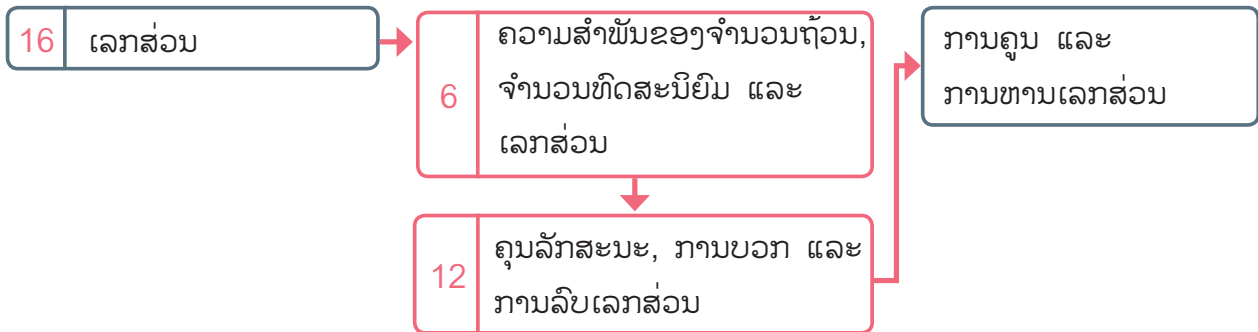 16 ເລກສ່ວນ
6
ຄວາມສຳພັນຂອງຈຳນວນຖ້ວນ,
ຈຳນວນທົດສະນິຍົມ ແລະ
ເລກສ່ວນ
12
ຄຸນລັກສະນະ, ການບວກ ແລະ
ການລົບເລກສ່ວນ
ການຄູນ ແລະ
ການຫານເລກສ່ວນ